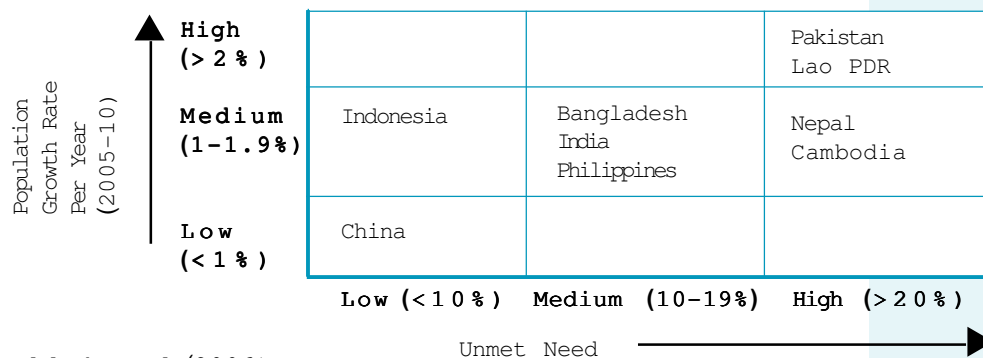 High
(>2%)
Pakistan
Lao PDR
Population
Growth Rate
Per Year
(2005-10)
Medium
(1-1.9%)
Indonesia
Bangladesh
India
Philippines
Nepal
Cambodia
Low
(<1%)
China
Low (<10%) Medium (10-19%) High (>20%)
Unmet Need